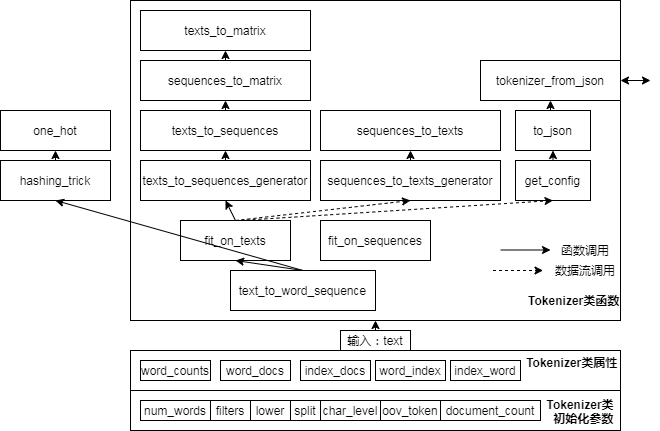 texts_to_matrix
sequences_to_matrix
tokenizer_from_json
one_hot
texts_to_sequences
sequences_to_texts
to_json
hashing_trick
texts_to_sequences_generator
sequences_to_texts_generator
get_config
fit_on_texts
fit_on_sequences
函数调用
数据流调用
text_to_word_sequence
Tokenizer类函数
输入：text
Tokenizer类属性
word_counts
word_docs
index_docs
word_index
index_word
num_words
filters
lower
split
char_level
oov_token
document_count
Tokenizer类
初始化参数